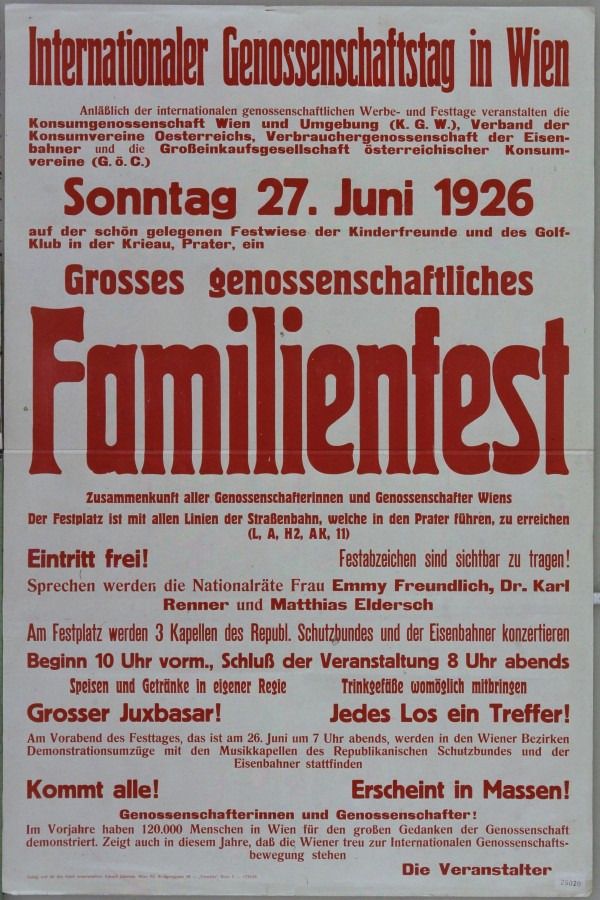 Internationaler Genossenschaftstag in Wien
Anläßlich der internationalen genossenschaftlichen Werbe- und Festtage veranstalten die
Konsumgenossenschaft Wien und Umgebung (K. G. W.), Verband der
Konsumvereine Oesterreichs, Verbrauchergenossenschaft der Eisen-
bahner und die Großeinkaufsgesellschaft österreichischer Konsum-
vereine (G. ö. C.)
Sonntag 27. Juni 1926
auf der schön gelegenen Festwiese der Kinderfreunde und des Golf-
Klub in der Krieau, Prater, ein
Grosses genossenschaftliches
Familienfest
Zusammenkunft aller Genossenschafterinnen und Genossenschafter Wiens
Der Festplatz ist mit allen Linien der Straßenbahn, welche in den Prater führen, zu erreichen
(L, A, H2, AK, 11)
Eintritt frei! Festabzeichen sind sichtbar zu tragen!
Sprechen werden die Nationalräte Frau Emmy Freundlich, Dr. Karl
Renner und Matthias Eldersch
Am Festplatz werden 3 Kapellen des Republ. Schutzbundes und der Eisenbahner konzertieren
Beginn 10 Uhr vorm., Schluß der Veranstaltung 8 Uhr abends
Speisen und Getränke in eigener Regie Trinkgefäße womöglich mitbringen
Grosser Juxbasar! Jedes Los ein Treffer!
Am Vorabend des Festtages, das ist am 26. Juni um 7 Uhr abends, werden in den Wiener Bezirken
Demonstrationsumzüge mit den Musikkapellen des Republikanischen Schutzbundes und der
Eisenbahner stattfinden
Kommt alle! Erscheint in Massen!
Genossenschafterinnen und Genossenschafter!
Im Vorjahre haben 120.000 Menschen in Wien für den großen Gedanken der Genossenschaft
demonstriert. Zeigt auch in diesem Jahre, daß die Wiener treu zur Internationalen Genossenschafts-
bewegung stehen
Die Veranstalter